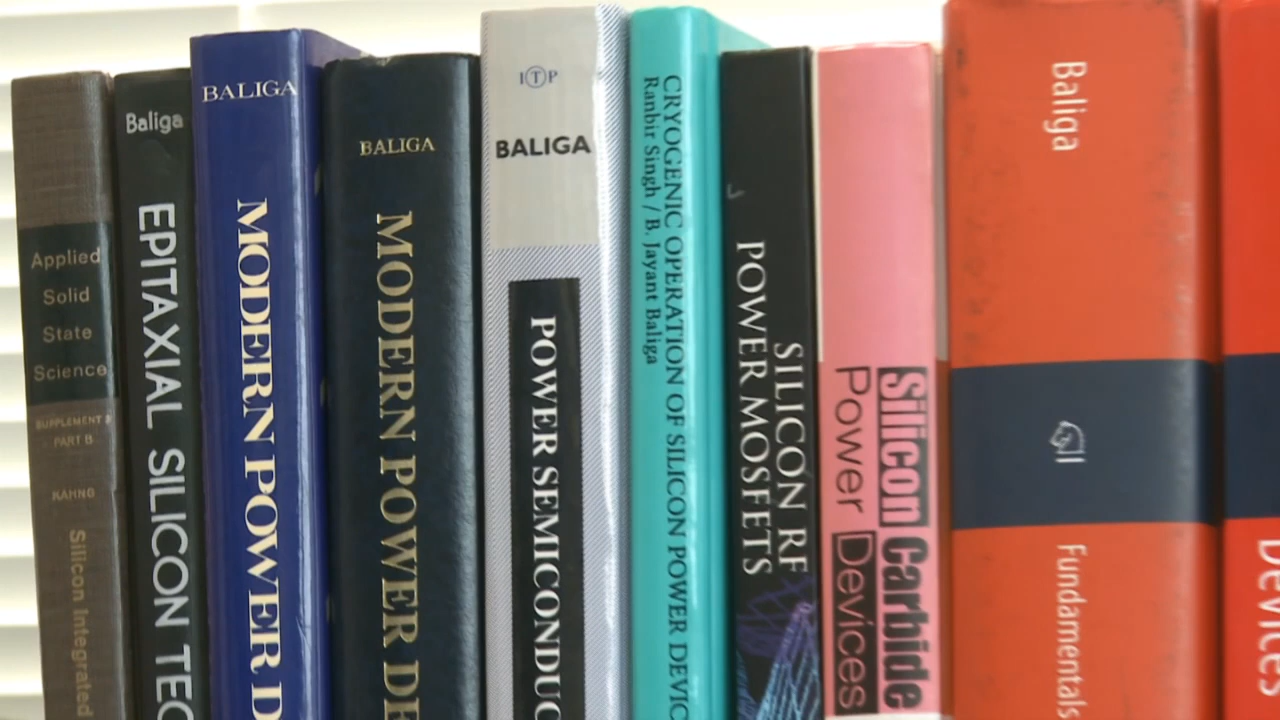 Applied
Solid
State
Science
SUPPLEMENT 2
PART B
KAHNG
Silicon Integrated
Baliga
EPITAXIAL SILICON TEC
BALIGA
MODERN POWER D
BALIGA
MODERN POWER DE
ITP
BALIGA
POWER SEMICONDUC
CRYOGENIC OPERATION OF SILICON POWER DEVIC
Ranbir Singh / B. Jayant Baliga
SILICON RF
POWER MOSFETS
Silicon Carbide
Power Devices
Baliga
Fundamentals
Devices